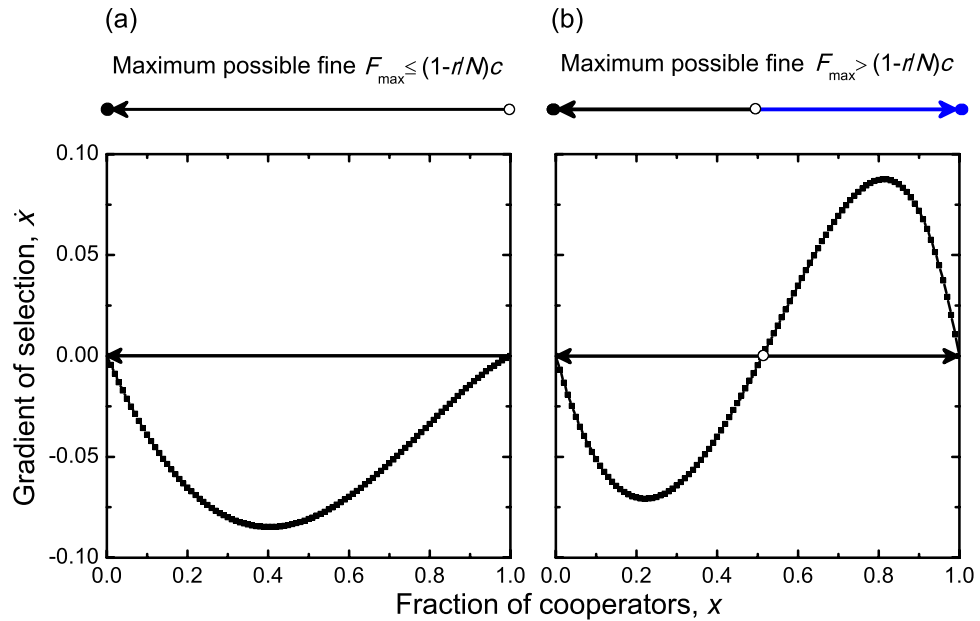 (a)
(b)
Maximum possible fine F_max ≤ (1-r/N)c
Maximum possible fine F_max > (1-r/N)c
0.10
0.05
0.00
-0.05
-0.10
Gradient of selection, ẋ
0.0 0.2 0.4 0.6 0.8 1.0
0.0 0.2 0.4 0.6 0.8 1.0
Fraction of cooperators, x